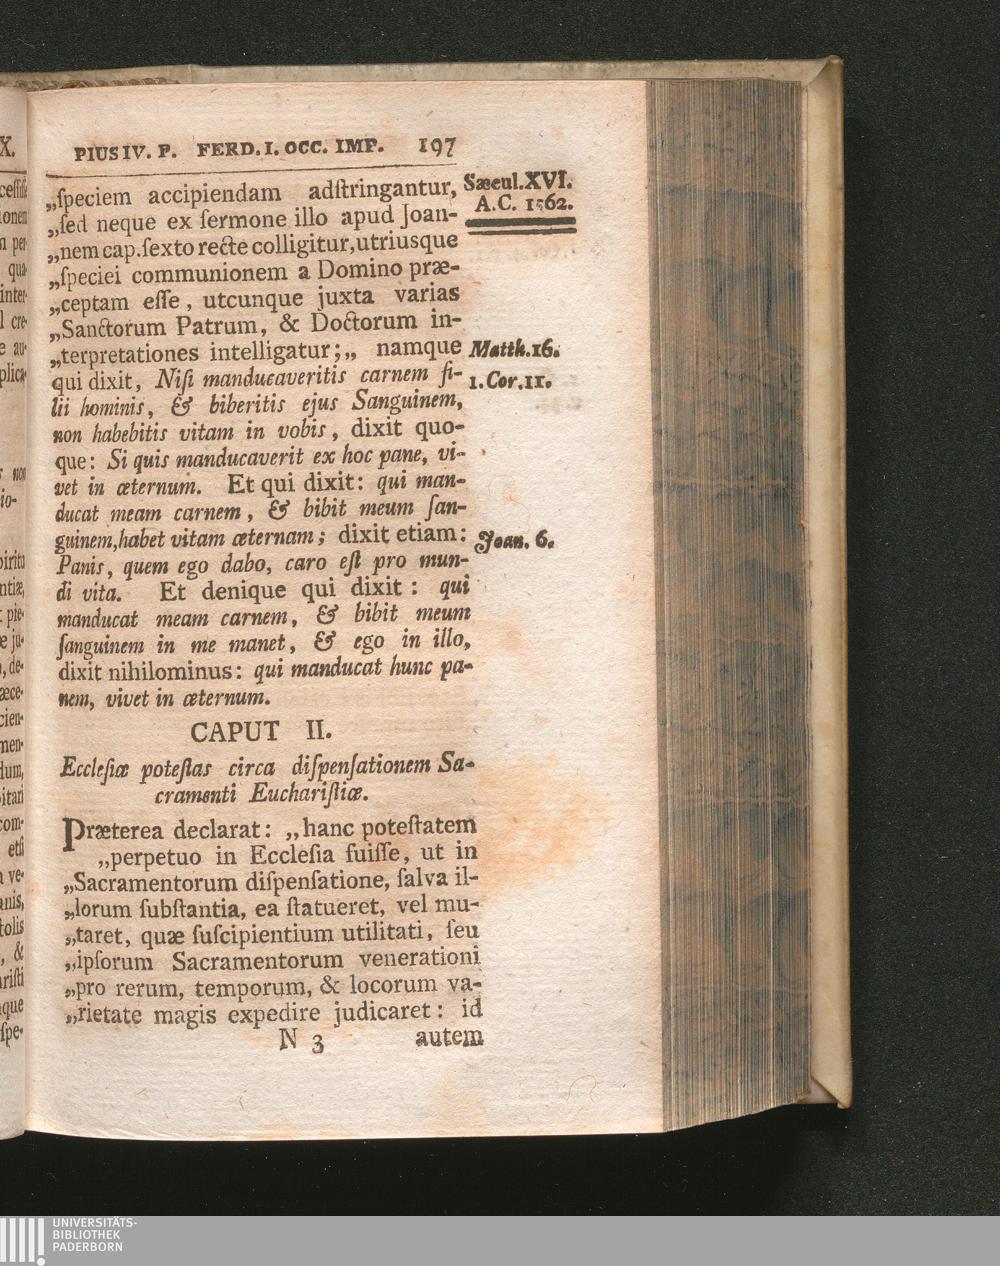 PIUS IV. P. FERD. I. OCC. IMP. 197
Sæcul. XVI.
A.C. 1562.
„ſpeciem accipiendam adſtringantur,
„ſed neque ex ſermone illo apud Joan-
„nem cap. ſexto recte colligitur, utriusque
„ſpeciei communionem a Domino præ-
„ceptam eſſe, utcunque juxta varias
„Sanctorum Patrum, & Doctorum in-
„terpretationes intelligatur;„ namque
Matth. 16.
qui dixit, Niſi manducaveritis carnem fi-
1. Cor. 11.
lii hominis, & biberitis ejus Sanguinem,
non habebitis vitam in vobis, dixit quo-
que: Si quis manducaverit ex hoc pane, vi-
vet in æternum. Et qui dixit: qui man-
ducat meam carnem, & bibit meum ſan-
guinem, habet vitam æternam; dixit etiam:
Joan. 6.
Panis, quem ego dabo, caro eſt pro mun-
di vita. Et denique qui dixit: qui
manducat meam carnem, & bibit meum
ſanguinem in me manet, & ego in illo,
dixit nihilominus: qui manducat hunc pa-
nem, vivet in æternum.
CAPUT II.
Eccleſiæ poteſtas circa diſpenſationem Sa-
cramenti Euchariſtiæ.
Præterea declarat: „hanc poteſtatem
„perpetuo in Eccleſia fuiſſe, ut in
„Sacramentorum diſpenſatione, ſalva il-
„lorum ſubſtantia, ea ſtatueret, vel mu-
„taret, quæ ſuſcipientium utilitati, ſeu
„ipſorum Sacramentorum venerationi
„pro rerum, temporum, & locorum va-
„rietate magis expedire judicaret: id
N 3 autem
UNIVERSITÄTS-
BIBLIOTHEK
PADERBORN